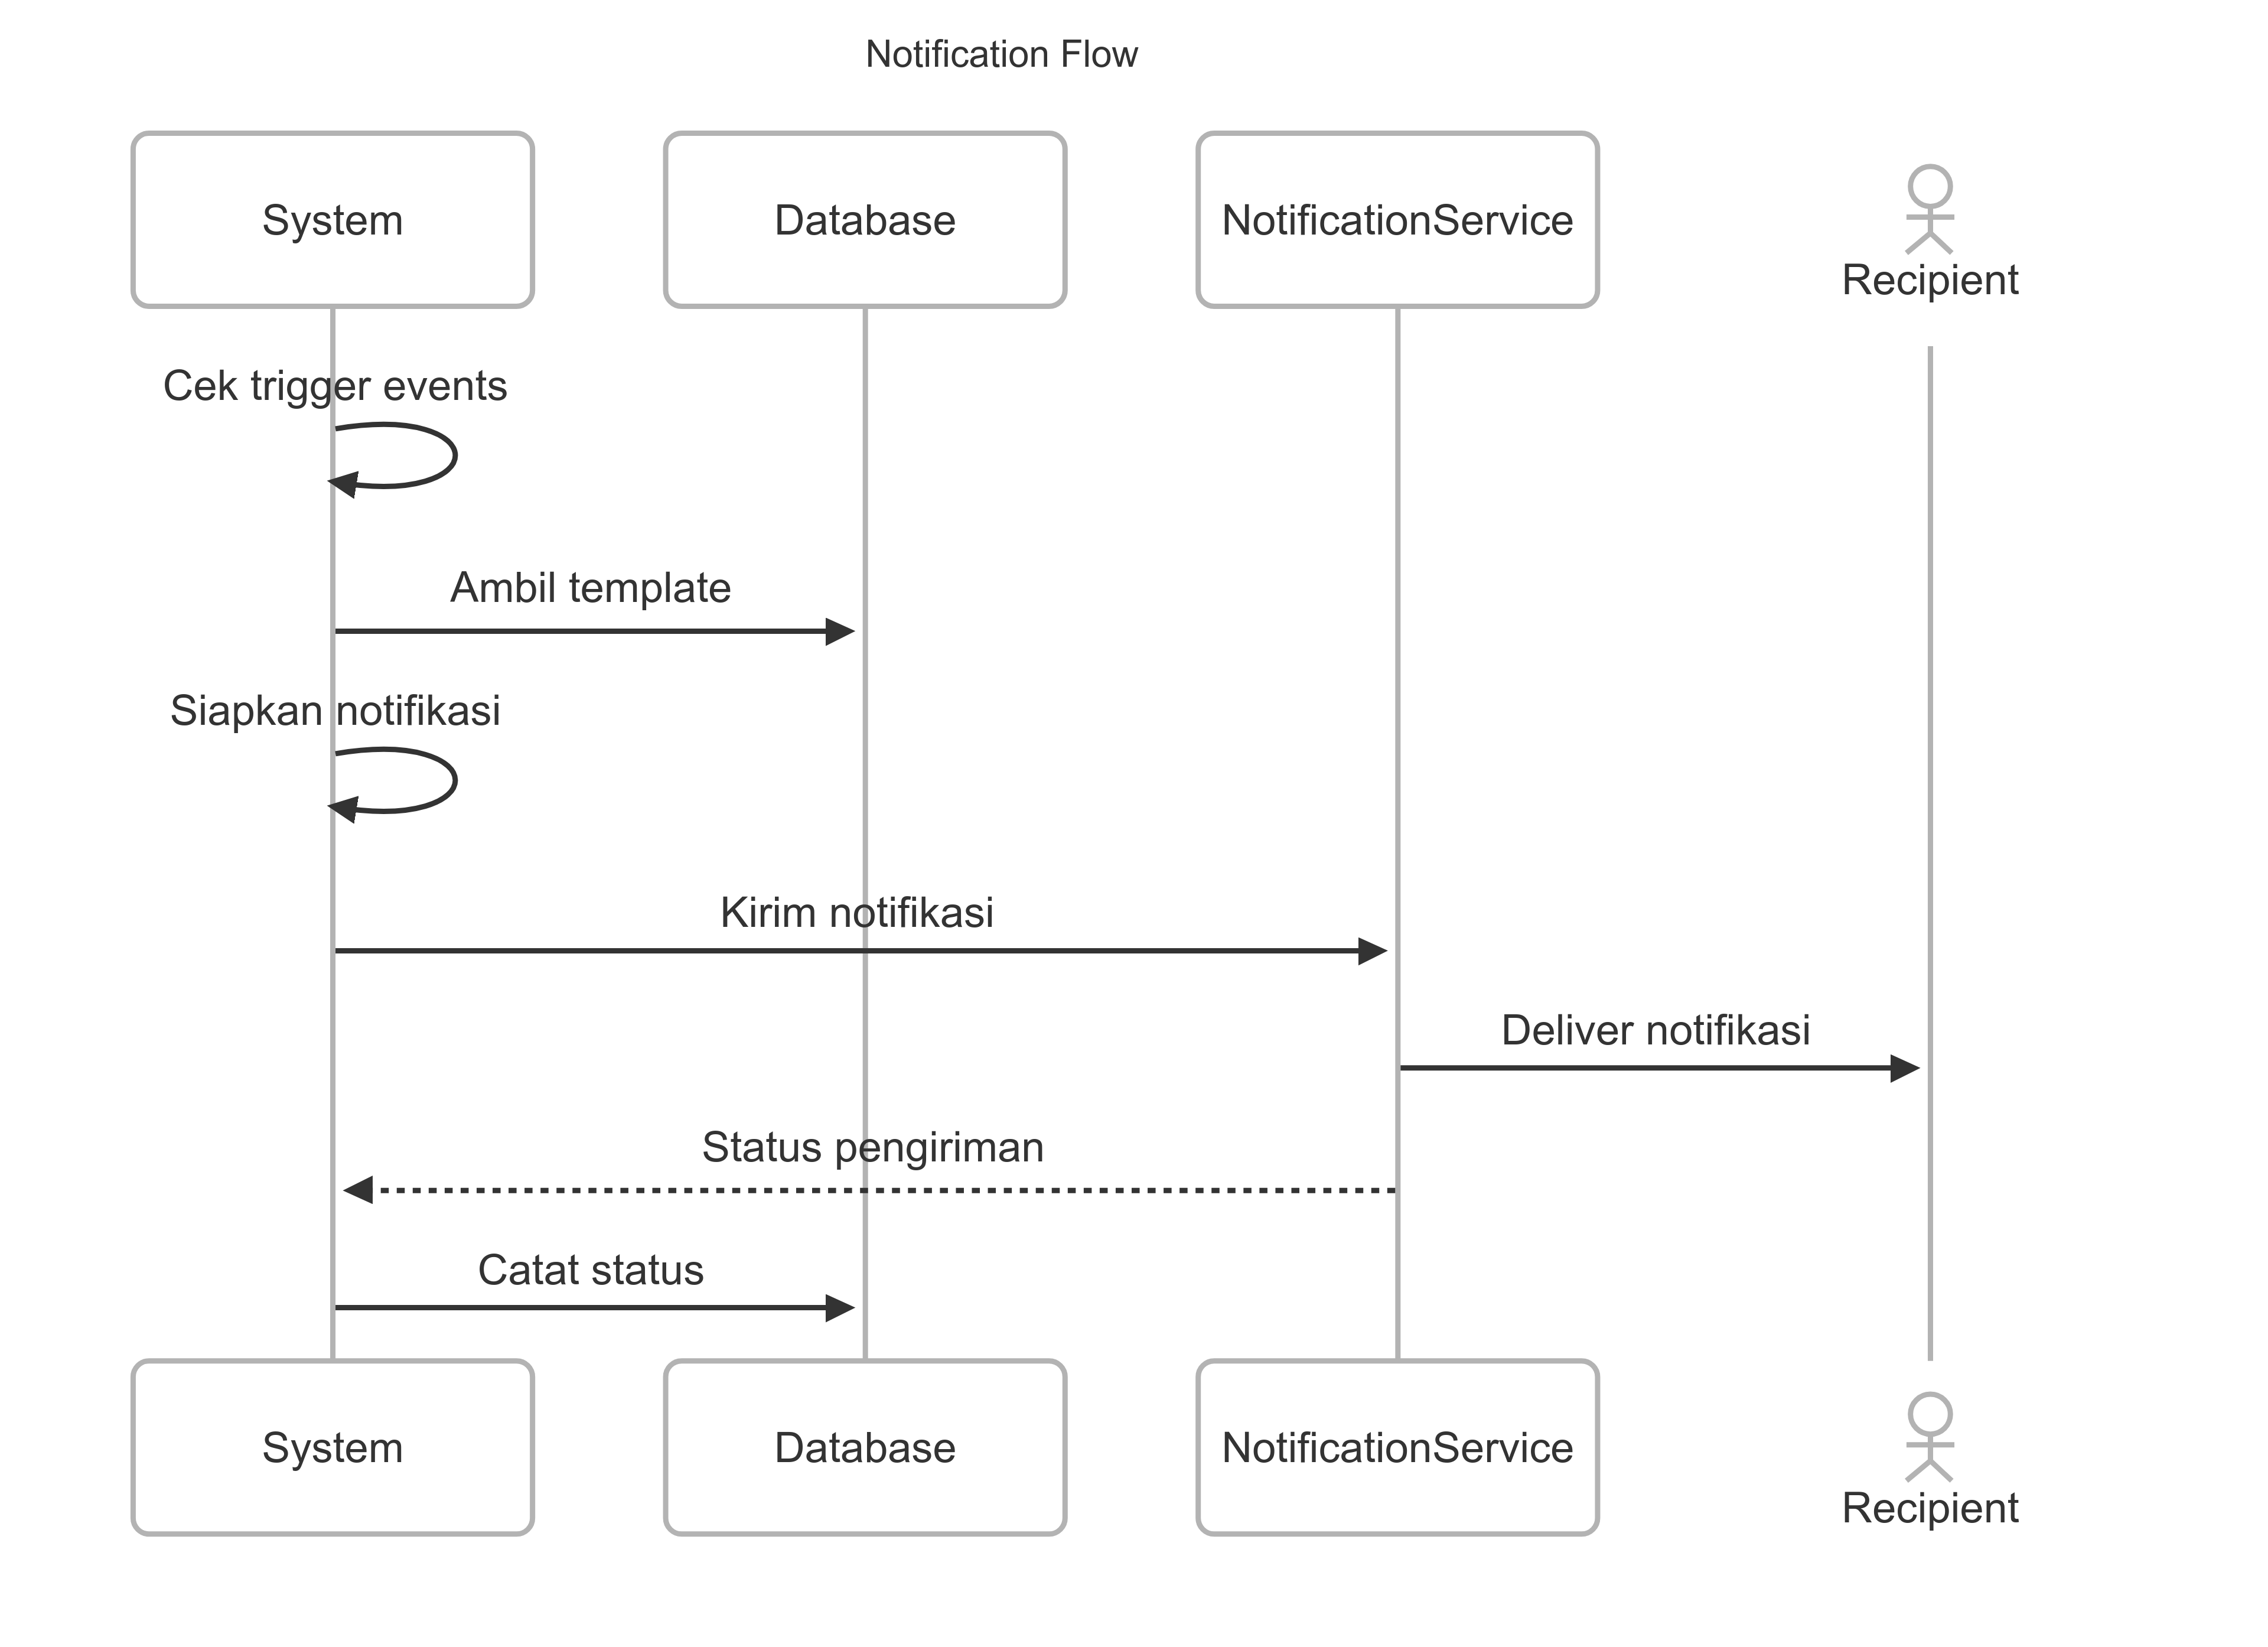 Notification Flow
System
Database
NotificationService
Recipient
Cek trigger events
Ambil template
Siapkan notifikasi
Kirim notifikasi
Deliver notifikasi
Status pengiriman
Catat status
System
Database
NotificationService
Recipient